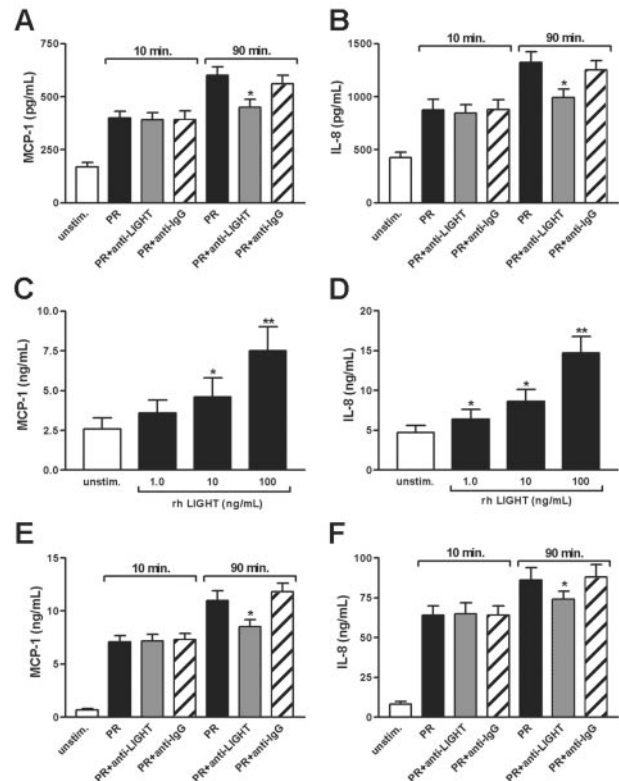 A
10 min.
90 min.
MCP-1 (pg/mL)
750
500
250
0
*
unstim.
PR
PR+anti-LIGHT
PR+anti-IgG
PR
PR+anti-LIGHT
PR+anti-IgG
B
10 min.
90 min.
IL-8 (pg/mL)
1500
1000
500
0
*
unstim.
PR
PR+anti-LIGHT
PR+anti-IgG
PR
PR+anti-LIGHT
PR+anti-IgG
C
MCP-1 (ng/mL)
10.0
7.5
5.0
2.5
0.0
*
**
unstim.
1.0
10
100
rh LIGHT (ng/mL)
D
IL-8 (ng/mL)
20
15
10
5
0
*
*
**
unstim.
1.0
10
100
rh LIGHT (ng/mL)
E
10 min.
90 min.
MCP-1 (ng/mL)
15
10
5
0
*
unstim.
PR
PR+anti-LIGHT
PR+anti-IgG
PR
PR+anti-LIGHT
PR+anti-IgG
F
10 min.
90 min.
IL-8 (ng/mL)
100
75
50
25
0
*
unstim.
PR
PR+anti-LIGHT
PR+anti-IgG
PR
PR+anti-LIGHT
PR+anti-IgG